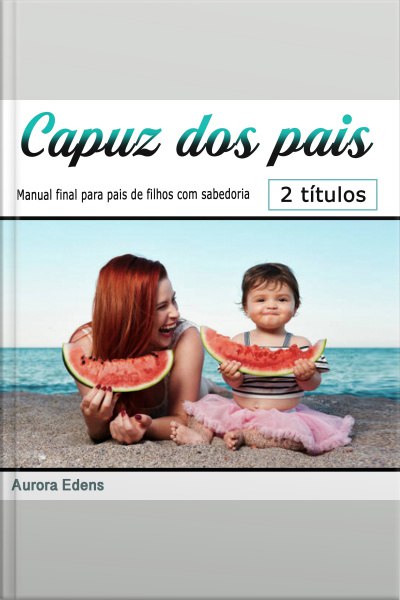 Capuz dos pais
Manual final para pais de filhos com sabedoria
2 títulos
Aurora Edens